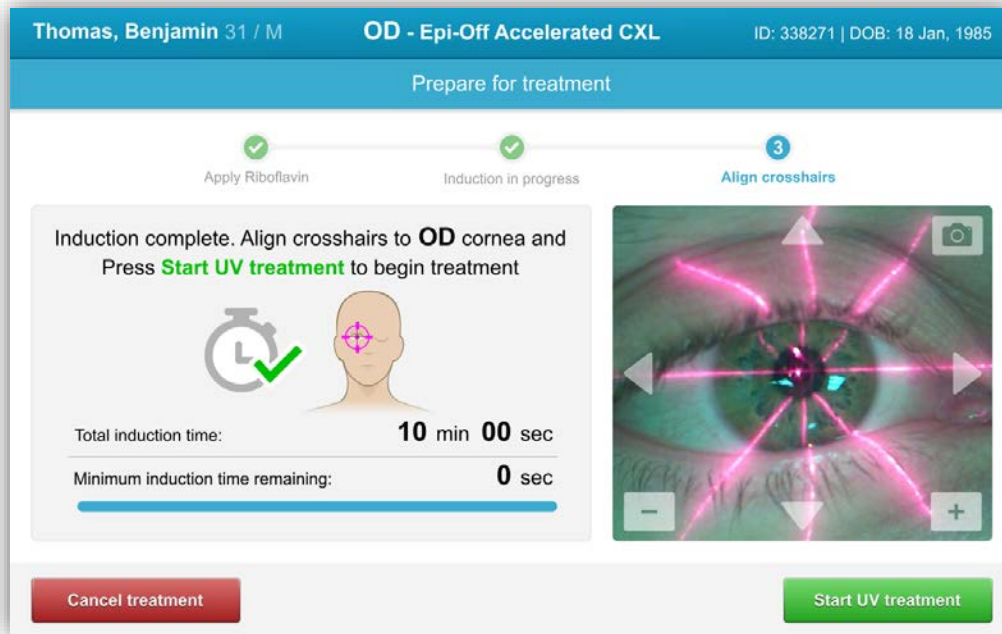 Thomas, Benjamin 31 / M OD - Epi-Off Accelerated CXL ID: 338271 | DOB: 18 Jan, 1985
Prepare for treatment
3
Apply Riboflavin Induction in progress Align crosshairs
Induction complete. Align crosshairs to OD cornea and
Press Start UV treatment to begin treatment
Total induction time: 10 min 00 sec
Minimum induction time remaining: 0 sec
Cancel treatment Start UV treatment